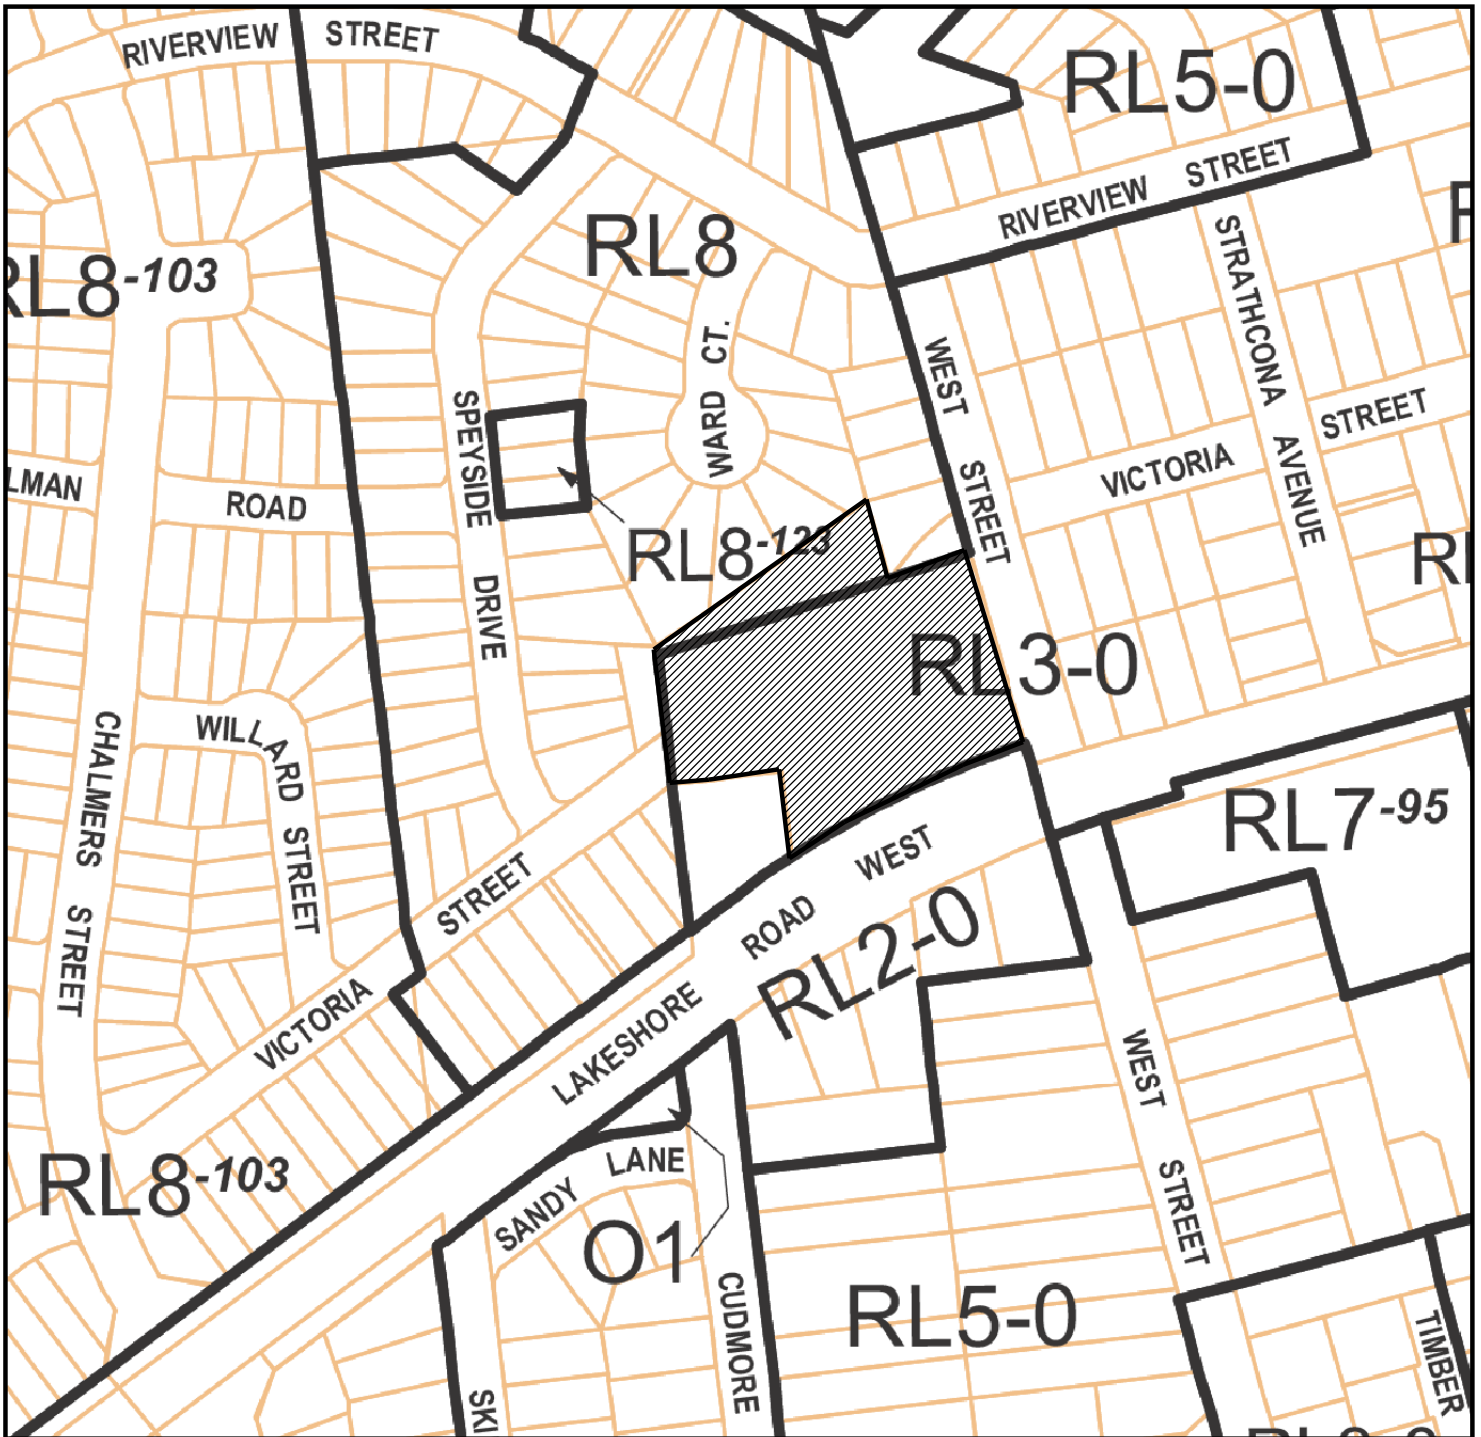 RIVERVIEW STREET
RL5-0
RIVERVIEW STREET
RL8
RL8-103
STRATHCONA AVENUE
WEST STREET
WARD CT.
SPEYSIDE DRIVE
VICTORIA STREET
LMAN ROAD
RL8-123
RL3-0
WILLARD STREET
CHALMERS STREET
RL7-95
VICTORIA STREET
LAKESHORE ROAD WEST
RL2-0
WEST STREET
RL8-103
SANDY LANE
O1
CUDMORE
RL5-0
TIMBER
SKI